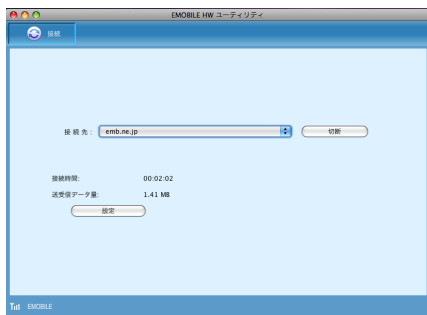 EMOBILE HW ユーティリティ
接続
接続先: emb.ne.jp 切断
接続時間: 00:02:02
送受信データ量: 1.41 MB
設定
EMOBILE